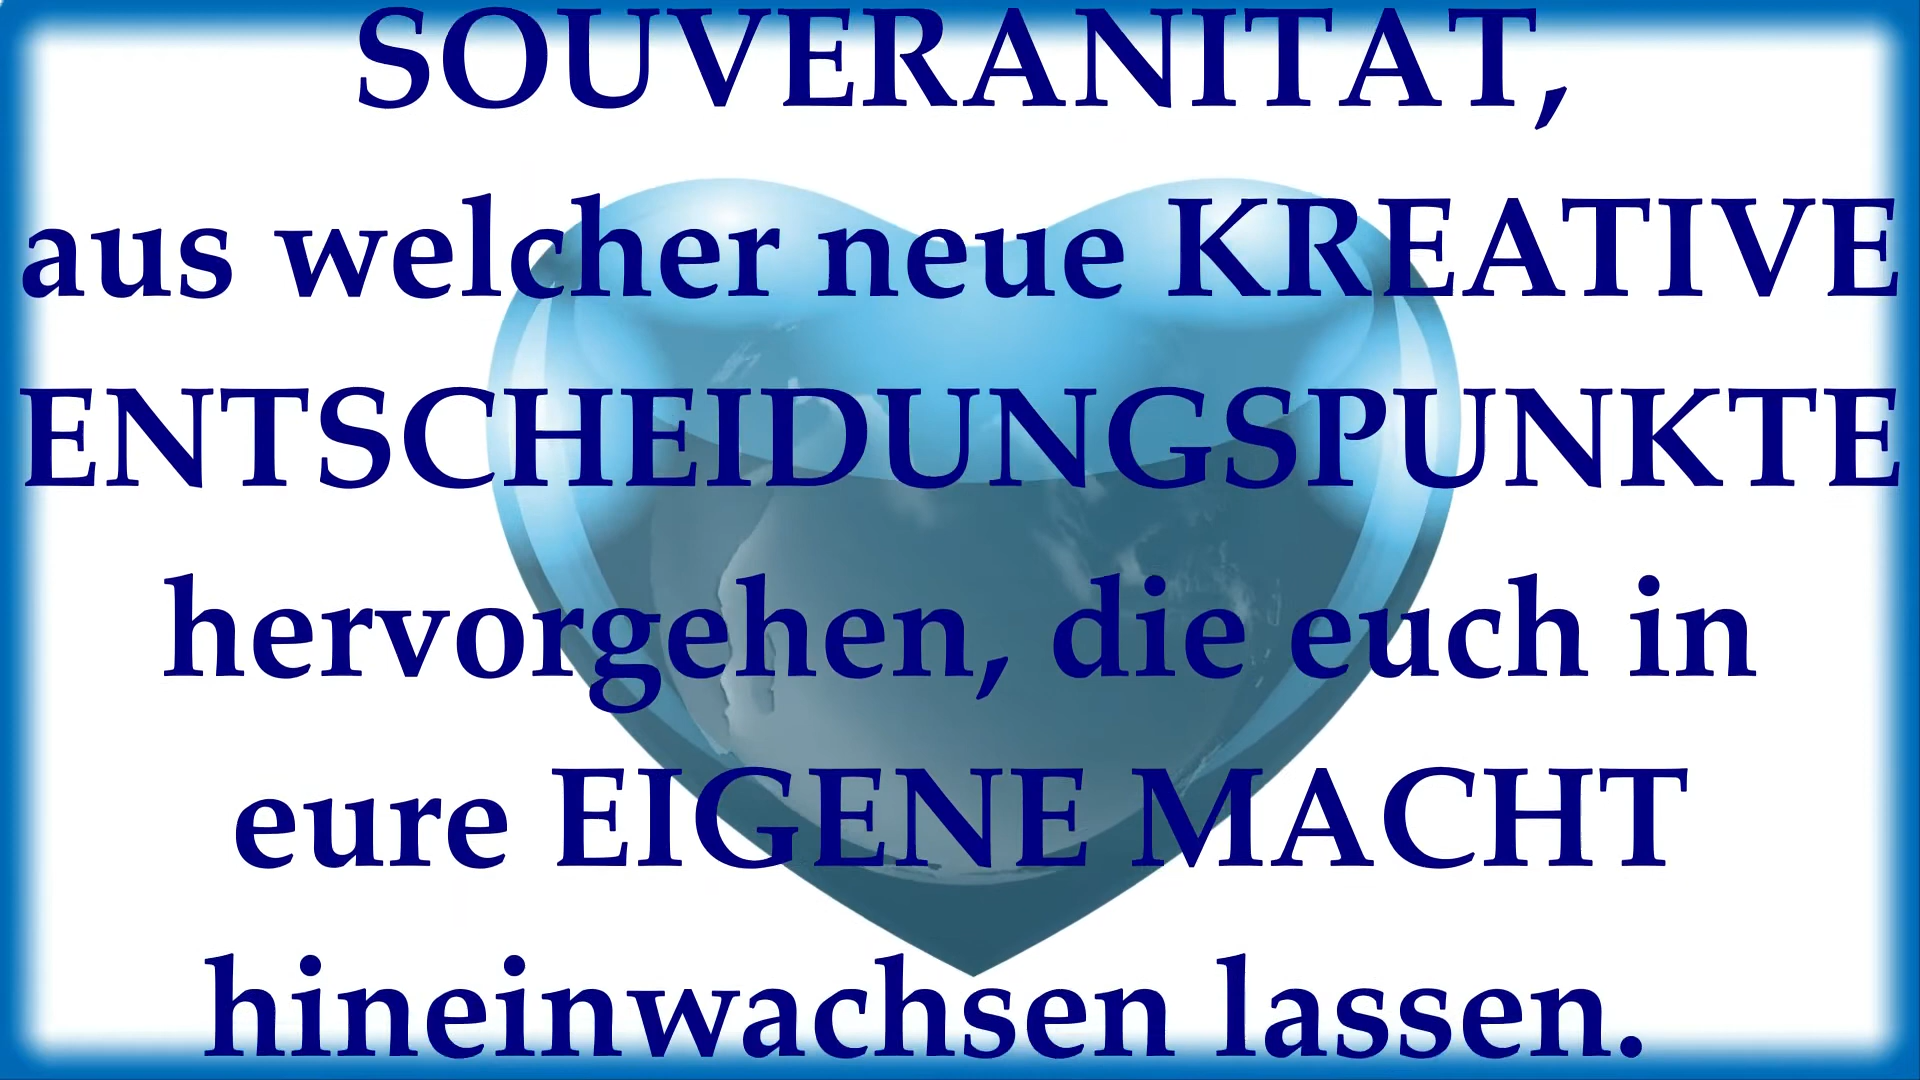 SOUVERANITAT,
aus welcher neue KREATIVE
ENTSCHEIDUNGSPUNKTE
hervorgehen, die euch in
eure EIGENE MACHT
hineinwachsen lassen.